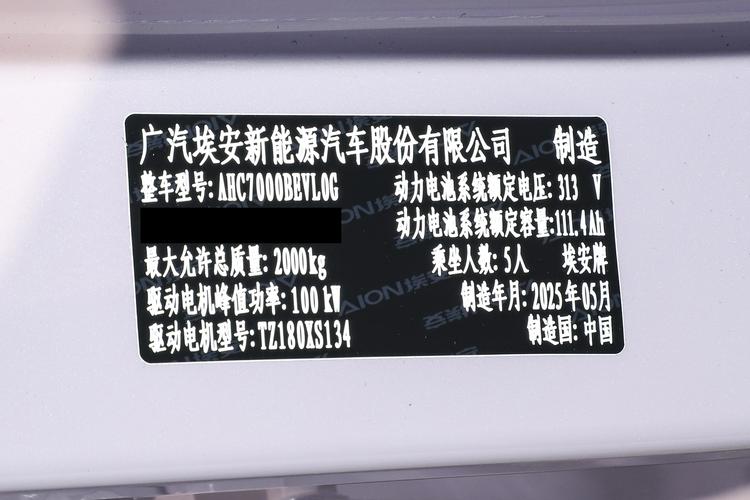 广汽埃安新能源汽车股份有限公司 制造
整车型号: AHC7000BEVL0G 动力电池系统额定电压: 313 V
动力电池系统额定容量:111.4Ah
最大允许总质量: 2000kg 乘坐人数: 5人 埃安牌
驱动电机峰值功率: 100 kW 制造年月: 2025年05月
驱动电机型号: TZ180XS134 制造国: 中国